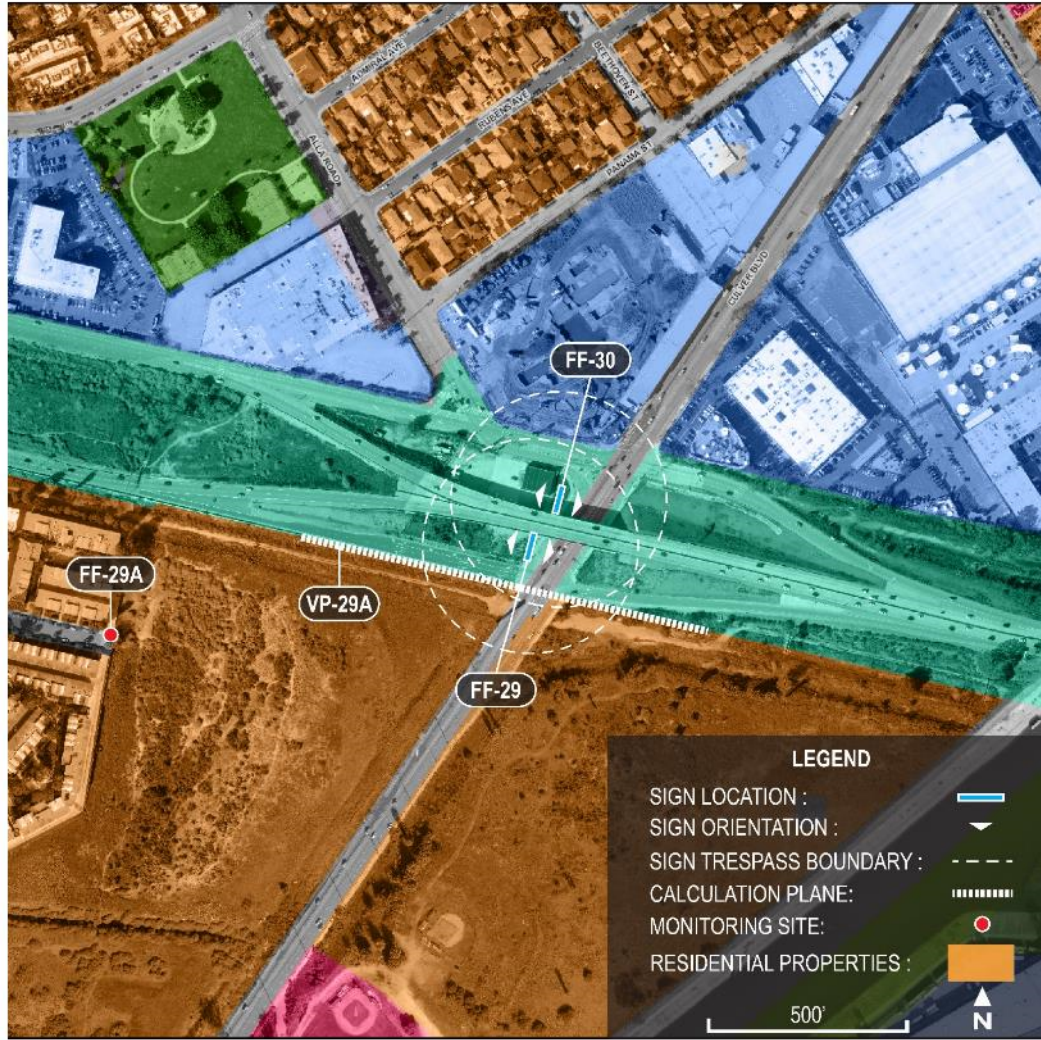 ADMIRAL AVE
BEETHOVEN ST
RUBENS AVE
ALLA ROAD
PANAMA ST
CULVER BLVD
FF-30
FF-29A
VP-29A
FF-29
LEGEND
SIGN LOCATION :
SIGN ORIENTATION :
SIGN TRESPASS BOUNDARY :
CALCULATION PLANE:
MONITORING SITE:
RESIDENTIAL PROPERTIES :
500'
N